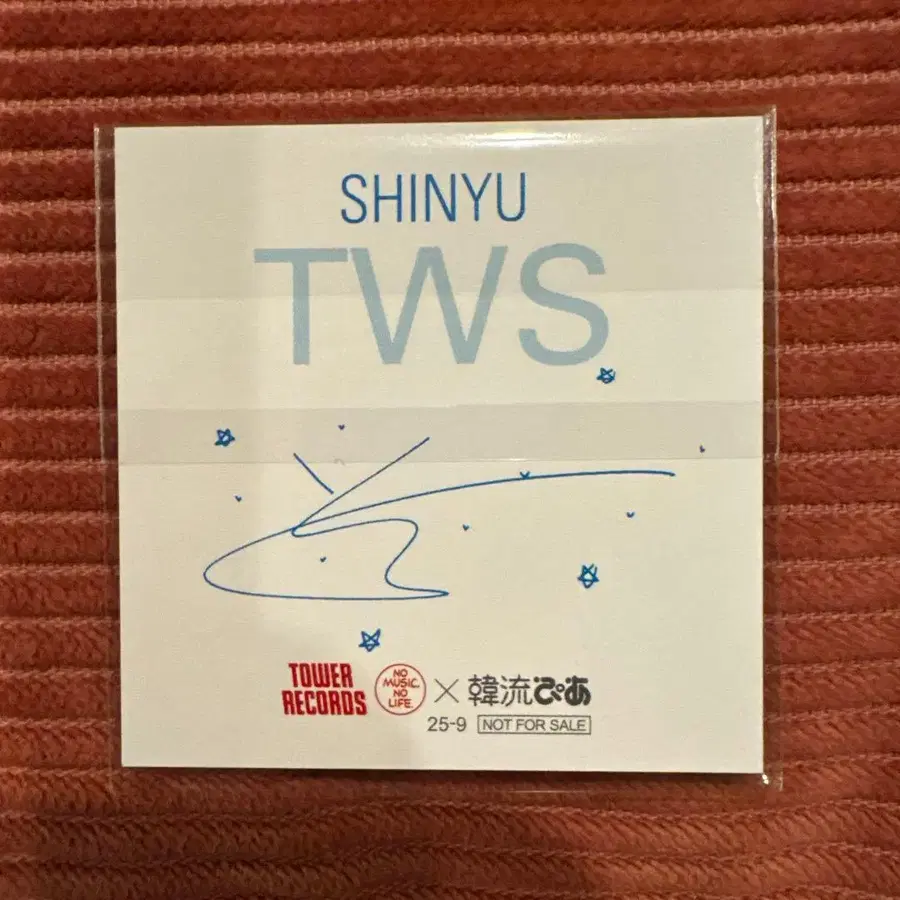 SHINYU
TWS
TOWER RECORDS NO MUSIC. NO LIFE. × 韓流ぴあ
25-9 NOT FOR SALE